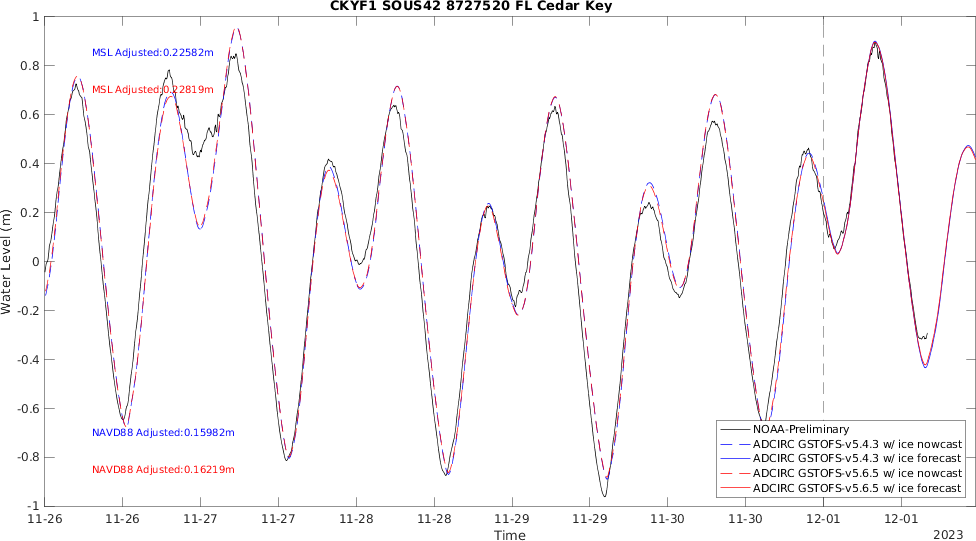 CKYF1 SOUS42 8727520 FL Cedar Key
1
0.8
0.6
0.4
0.2
0
-0.2
-0.4
-0.6
-0.8
-1
Water Level (m)
MSL Adjusted:0.22582m
MSL Adjusted:0.22819m
NAVD88 Adjusted:0.15982m
NAVD88 Adjusted:0.16219m
NOAA-Preliminary
ADCIRC GSTOFS-v5.4.3 w/ ice nowcast
ADCIRC GSTOFS-v5.4.3 w/ ice forecast
ADCIRC GSTOFS-v5.6.5 w/ ice nowcast
ADCIRC GSTOFS-v5.6.5 w/ ice forecast
11-26 11-26 11-27 11-27 11-28 11-28 11-29 11-29 11-30 11-30 12-01 12-01
Time
2023